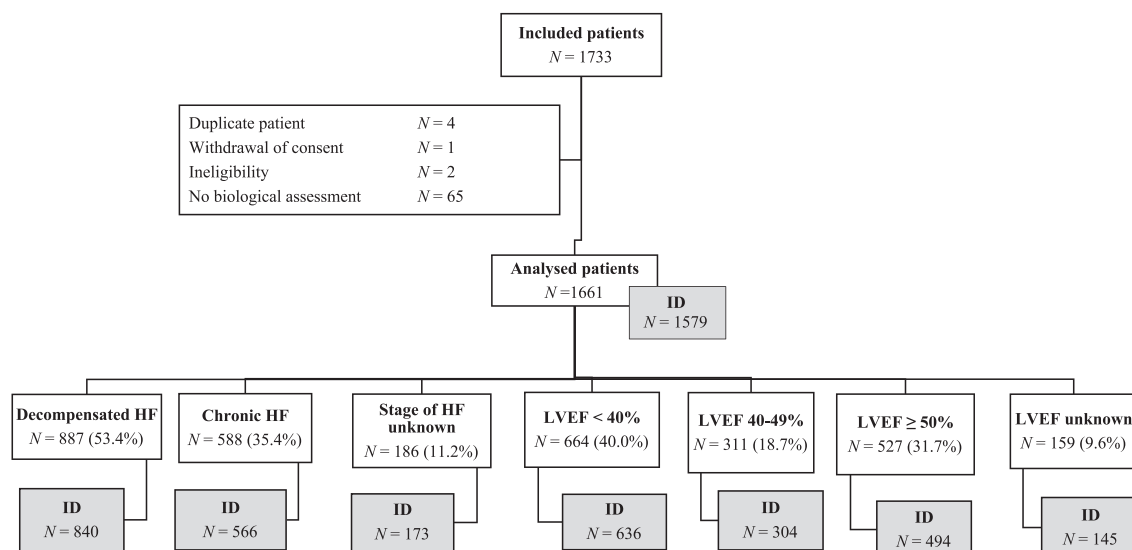 Included patients
N = 1733
Duplicate patient N = 4
Withdrawal of consent N = 1
Ineligibility N = 2
No biological assessment N = 65
Analysed patients
N =1661
ID
N = 1579
Decompensated HF
N = 887 (53.4%)
Chronic HF
N = 588 (35.4%)
Stage of HF
unknown
N = 186 (11.2%)
LVEF < 40%
N = 664 (40.0%)
LVEF 40-49%
N = 311 (18.7%)
LVEF ≥ 50%
N = 527 (31.7%)
LVEF unknown
N = 159 (9.6%)
ID
N = 840
ID
N = 566
ID
N = 173
ID
N = 636
ID
N = 304
ID
N = 494
ID
N = 145